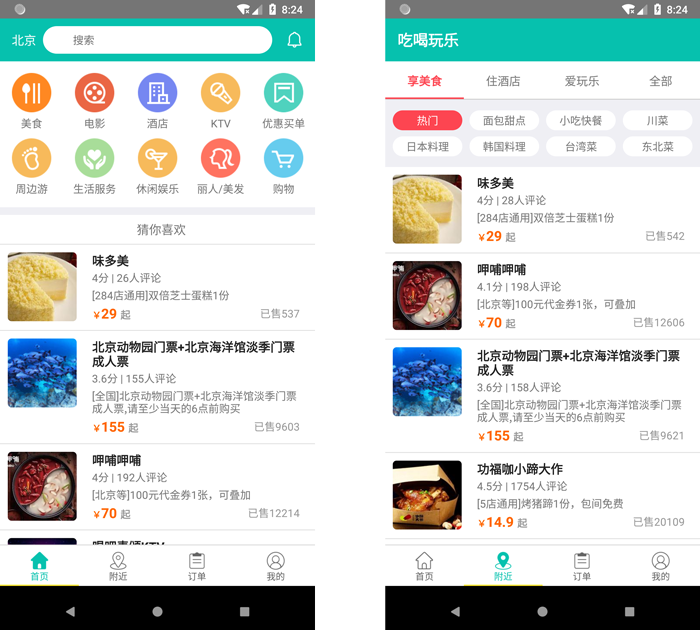 8:24
北京
搜索
美食 电影 酒店 KTV 优惠买单
周边游 生活服务 休闲娱乐 丽人/美发 购物
猜你喜欢
味多美
4分 | 26人评论
[284店通用]双倍芝士蛋糕1份
¥29 起 已售537
北京动物园门票+北京海洋馆淡季门票
成人票
3.6分 | 155人评论
[全国]北京动物园门票+北京海洋馆淡季门票
成人票,请至少当天的6点前购买
¥155 起 已售9603
呷哺呷哺
4分 | 192人评论
[北京等]100元代金券1张，可叠加
¥70 起 已售12214
首页 附近 订单 我的
8:24
吃喝玩乐
享美食 住酒店 爱玩乐 全部
热门 面包甜点 小吃快餐 川菜
日本料理 韩国料理 台湾菜 东北菜
味多美
4分 | 28人评论
[284店通用]双倍芝士蛋糕1份
¥29 起 已售542
呷哺呷哺
4.1分 | 198人评论
[北京等]100元代金券1张，可叠加
¥70 起 已售12606
北京动物园门票+北京海洋馆淡季门票
成人票
3.6分 | 158人评论
[全国]北京动物园门票+北京海洋馆淡季门票
成人票,请至少当天的6点前购买
¥155 起 已售9621
功福咖小蹄大作
4.5分 | 1754人评论
[5店通用]烤猪蹄1份，包间免费
¥14.9 起 已售20109
首页 附近 订单 我的